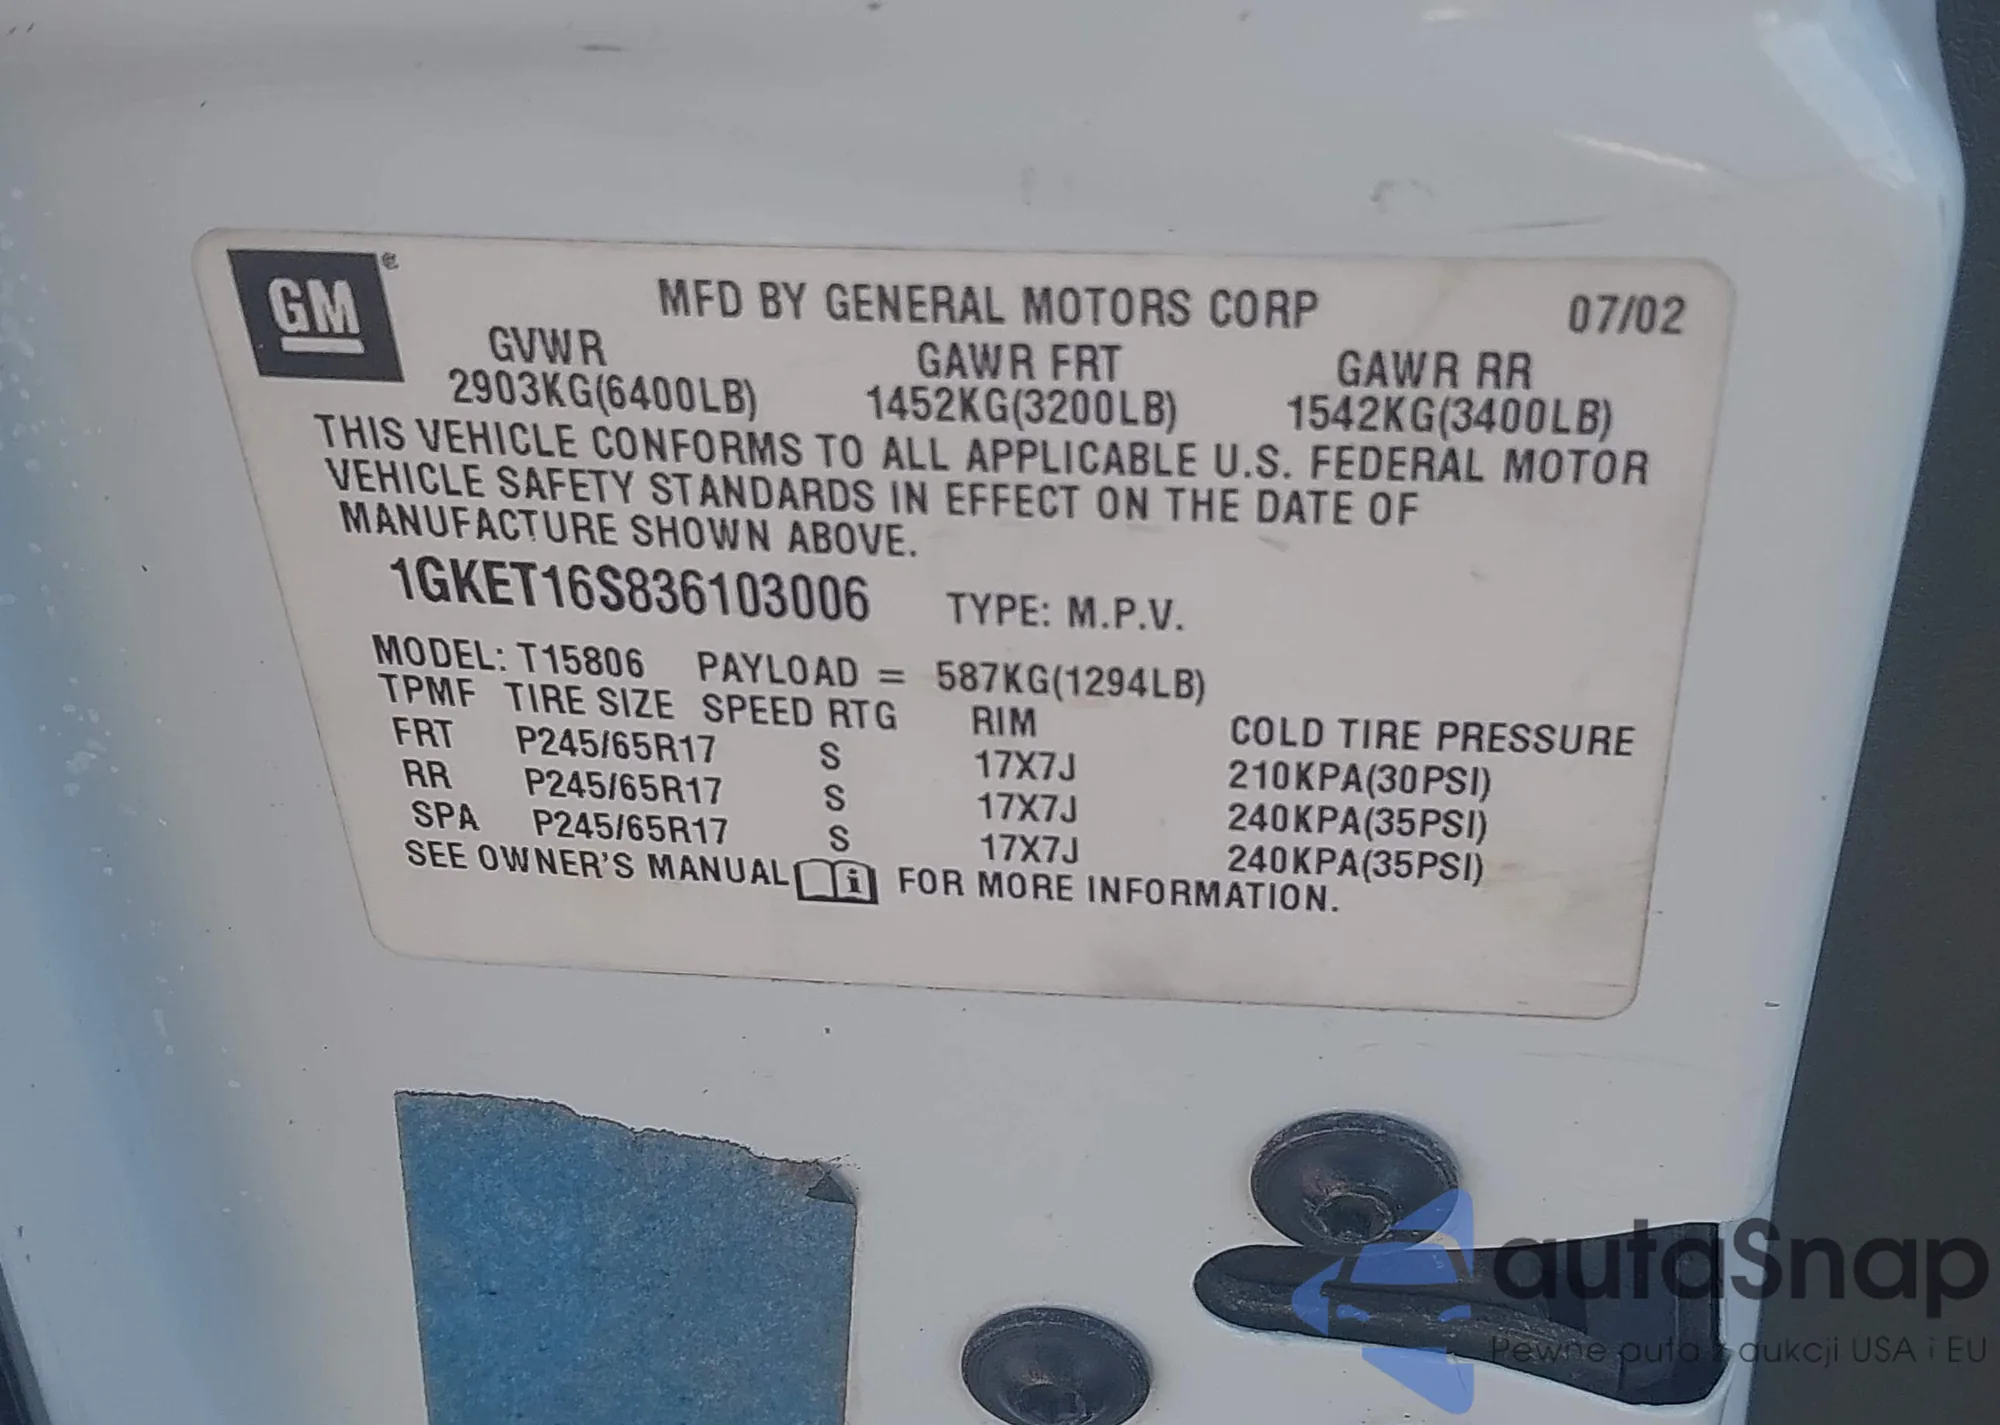 GM
MFD BY GENERAL MOTORS CORP 07/02
GVWR GAWR FRT GAWR RR
2903KG(6400LB) 1452KG(3200LB) 1542KG(3400LB)
THIS VEHICLE CONFORMS TO ALL APPLICABLE U.S. FEDERAL MOTOR
VEHICLE SAFETY STANDARDS IN EFFECT ON THE DATE OF
MANUFACTURE SHOWN ABOVE.
1GKET16S836103006 TYPE: M.P.V.
MODEL: T15806 PAYLOAD = 587KG(1294LB)
TPMF TIRE SIZE SPEED RTG RIM COLD TIRE PRESSURE
FRT P245/65R17 S 17X7J 210KPA(30PSI)
RR P245/65R17 S 17X7J 240KPA(35PSI)
SPA P245/65R17 S 17X7J 240KPA(35PSI)
SEE OWNER'S MANUAL i FOR MORE INFORMATION.
autaSnap
Pewne auta z aukcji USA i EU